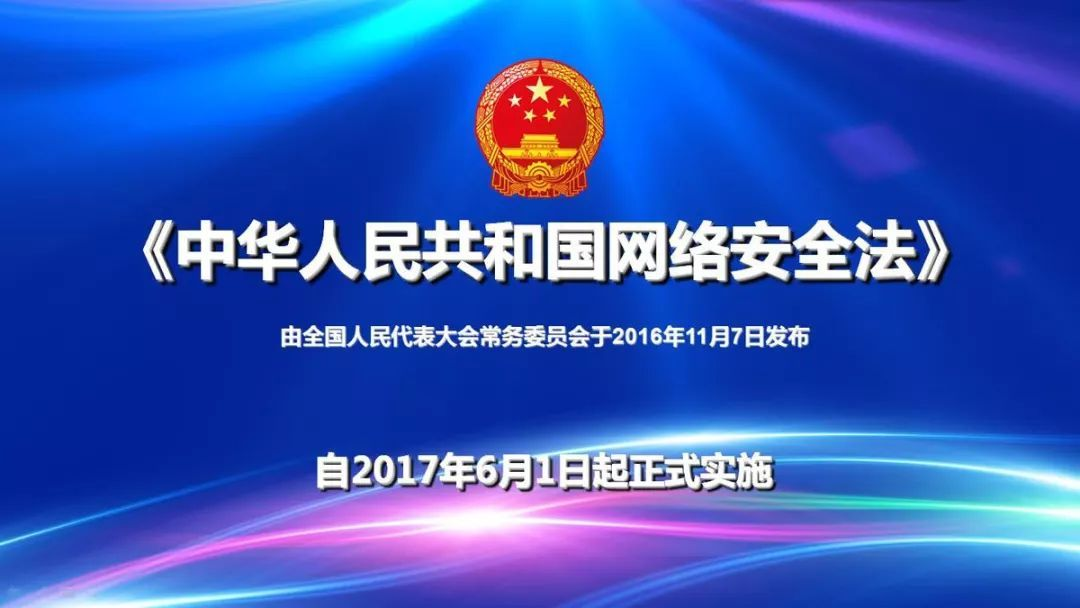 《中华人民共和国网络安全法》
由全国人民代表大会常务委员会于2016年11月7日发布
自2017年6月1日起正式实施